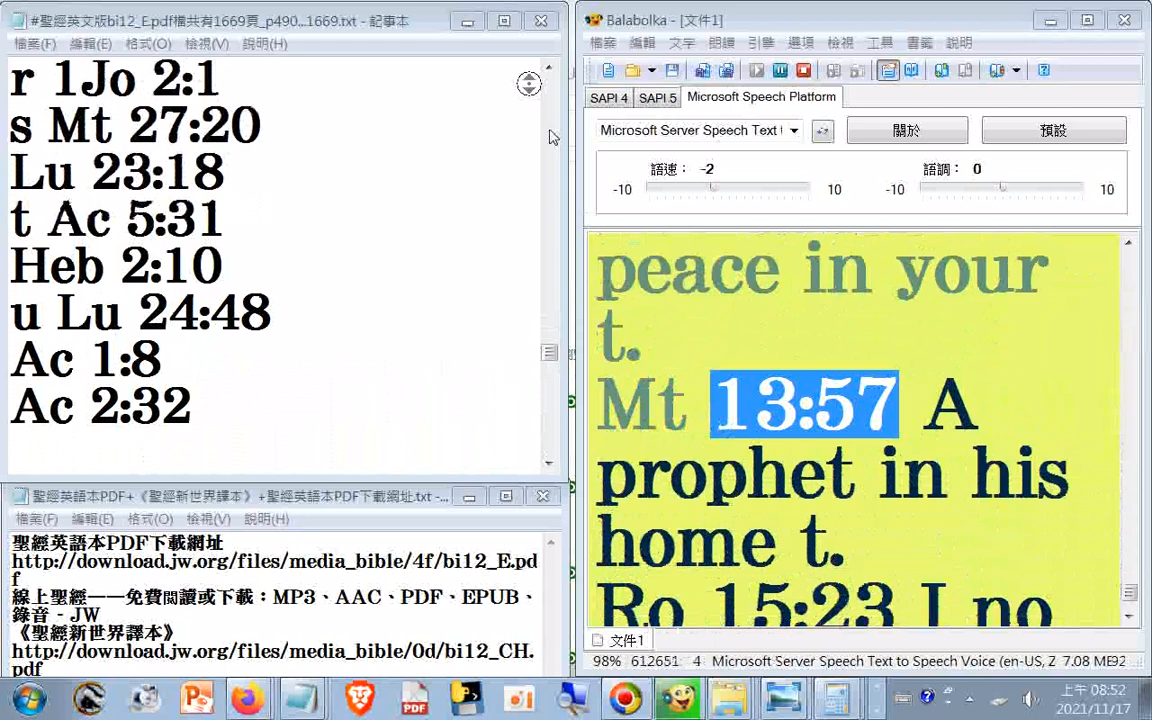 #聖經英文版bi12_E.pdf檔共有1669頁_p490...1669.txt - 記事本
檔案(F) 編輯(E) 格式(O) 檢視(V) 說明(H)
r 1Jo 2:1
s Mt 27:20
Lu 23:18
t Ac 5:31
Heb 2:10
u Lu 24:48
Ac 1:8
Ac 2:32
聖經英語本PDF+《聖經新世界譯本》+聖經英語本PDF下載網址.txt - ...
檔案(F) 編輯(E) 格式(O) 檢視(V) 說明(H)
聖經英語本PDF下載網址
http://download.jw.org/files/media_bible/4f/bi12_E.pd
f
線上聖經──免費閱讀或下載：MP3、AAC、PDF、EPUB、
錄音 - JW
《聖經新世界譯本》
http://download.jw.org/files/media_bible/0d/bi12_CH.
pdf
Balabolka - [文件1]
檔案 編輯 文字 朗讀 引擎 選項 檢視 工具 書籤 說明
SAPI 4 SAPI 5 Microsoft Speech Platform
Microsoft Server Speech Text 關於 預設
語速： -2 語調： 0
-10 10 -10 10
peace in your
t.
Mt 13:57 A
prophet in his
home t.
Ro 15:23 I no
文件1
98% 612651: 4 Microsoft Server Speech Text to Speech Voice (en-US, Z 7.08 ME92
上午 08:52
2021/11/17